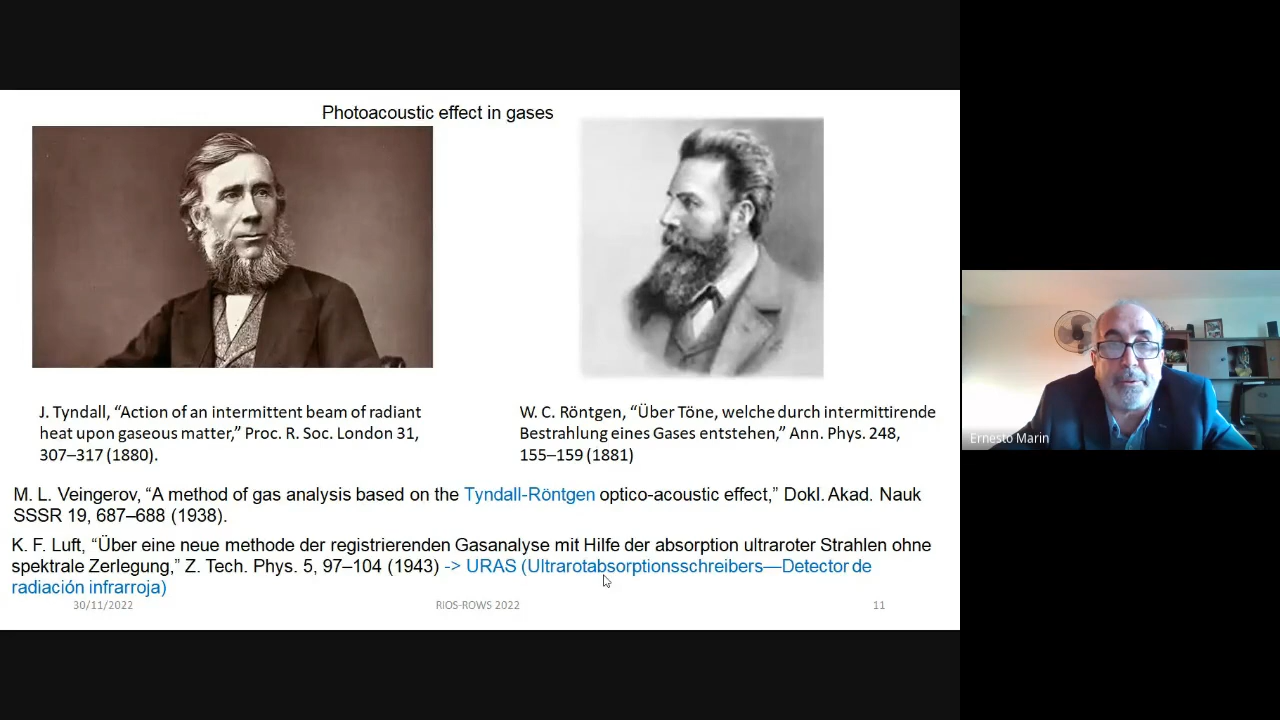 Photoacoustic effect in gases
J. Tyndall, “Action of an intermittent beam of radiant
heat upon gaseous matter,” Proc. R. Soc. London 31,
307–317 (1880).
W. C. Röntgen, “Über Töne, welche durch intermittirende
Bestrahlung eines Gases entstehen,” Ann. Phys. 248,
155–159 (1881)
M. L. Veingerov, “A method of gas analysis based on the Tyndall-Röntgen optico-acoustic effect,” Dokl. Akad. Nauk
SSSR 19, 687–688 (1938).
K. F. Luft, “Über eine neue methode der registrierenden Gasanalyse mit Hilfe der absorption ultraroter Strahlen ohne
spektrale Zerlegung,” Z. Tech. Phys. 5, 97–104 (1943) -> URAS (Ultrarotabsorptionsschreibers—Detector de
radiación infrarroja)
30/11/2022
RIOS-ROWS 2022
11
Ernesto Marin